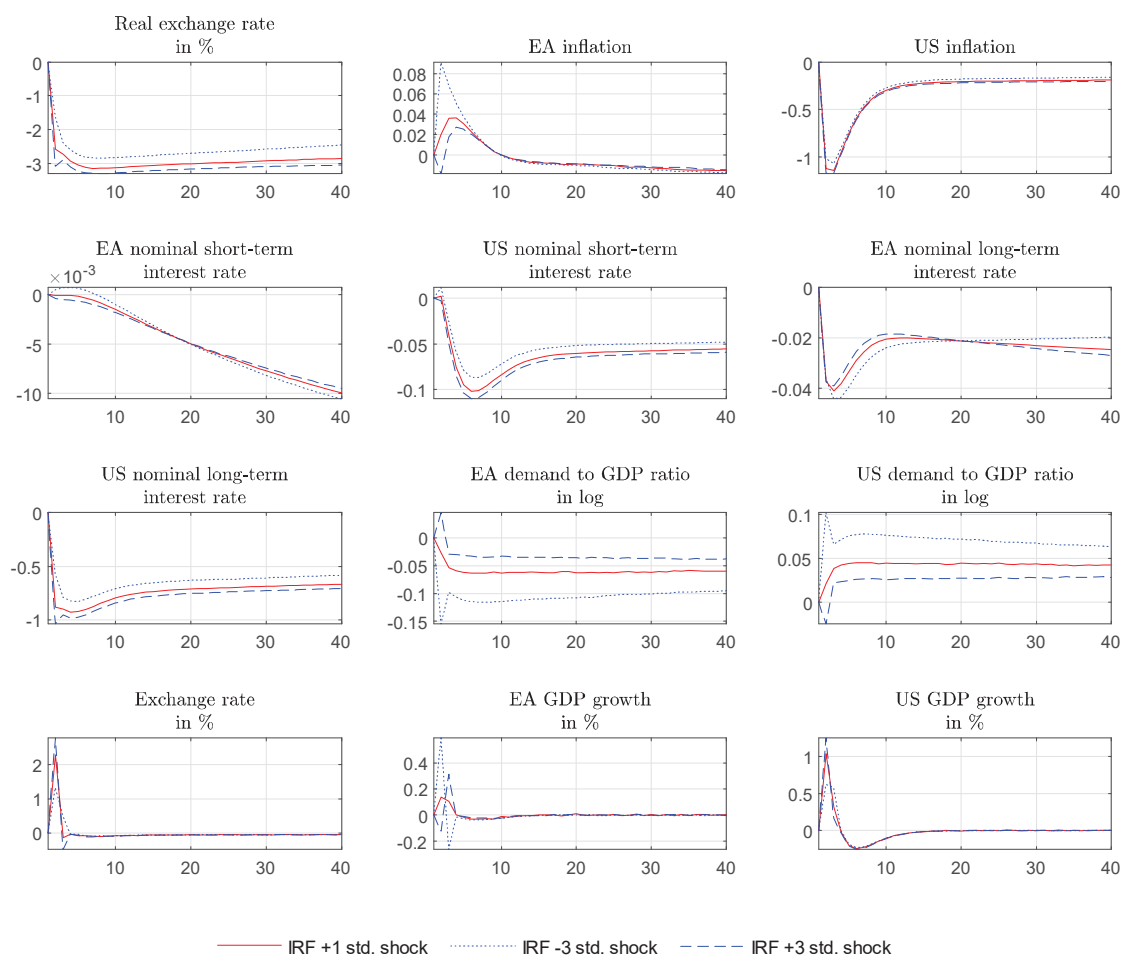 Real exchange rate
in %
EA inflation
US inflation
0
-1
-2
-3
10 20 30 40
0.08
0.06
0.04
0.02
0
10 20 30 40
0
-0.5
-1
10 20 30 40
EA nominal short-term
interest rate
US nominal short-term
interest rate
EA nominal long-term
interest rate
×10-3
0
-5
-10
10 20 30 40
0
-0.05
-0.1
10 20 30 40
0
-0.02
-0.04
10 20 30 40
US nominal long-term
interest rate
EA demand to GDP ratio
in log
US demand to GDP ratio
in log
0
-0.5
-1
10 20 30 40
0
-0.05
-0.1
-0.15
10 20 30 40
0.1
0.05
0
10 20 30 40
Exchange rate
in %
EA GDP growth
in %
US GDP growth
in %
2
1
0
10 20 30 40
0.4
0.2
0
-0.2
10 20 30 40
1
0.5
0
10 20 30 40
IRF +1 std. shock IRF -3 std. shock IRF +3 std. shock